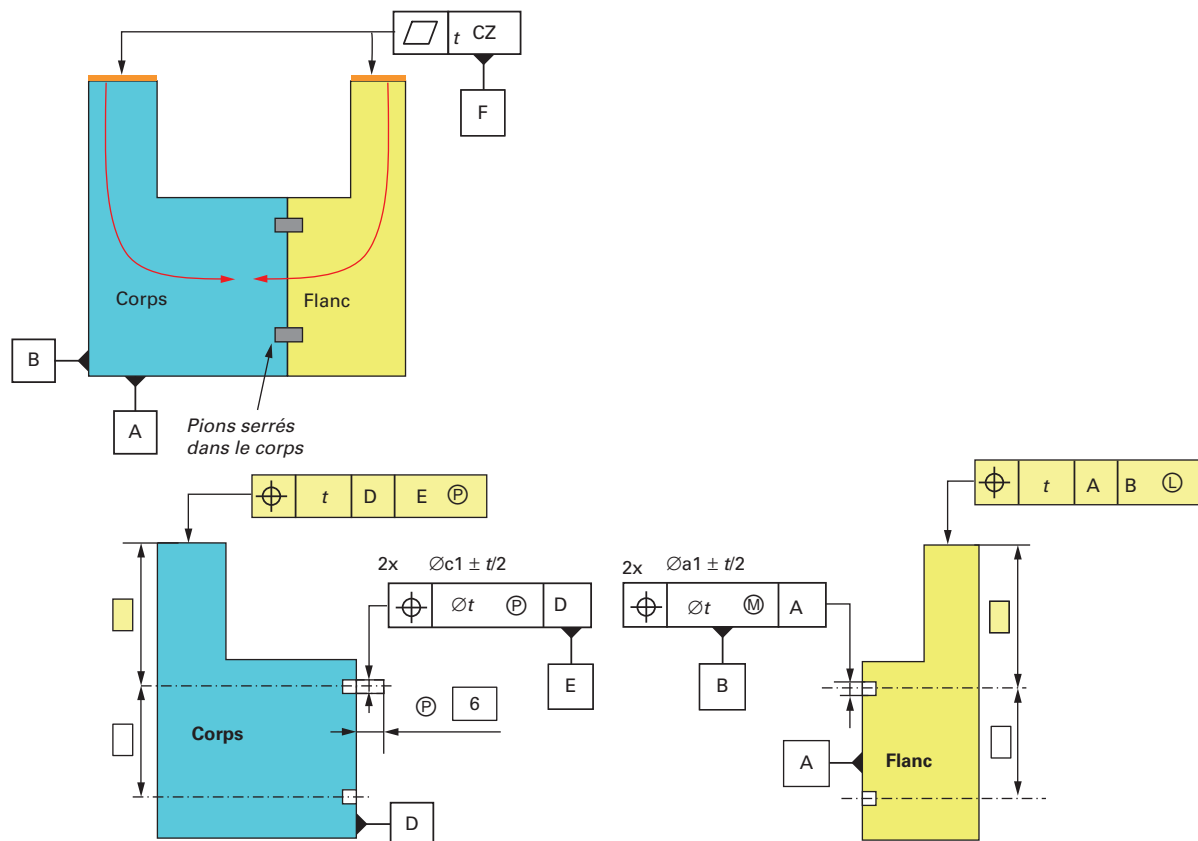 t CZ
F
Corps
Flanc
B
A
Pions serrés
dans le corps
⌖ t D E Ⓟ
⌖ t A B Ⓛ
2x ∅c1 ± t/2
⌖ ∅t Ⓟ D
E
2x ∅a1 ± t/2
⌖ ∅t Ⓜ A
B
Ⓟ 6
Corps
D
A
Flanc